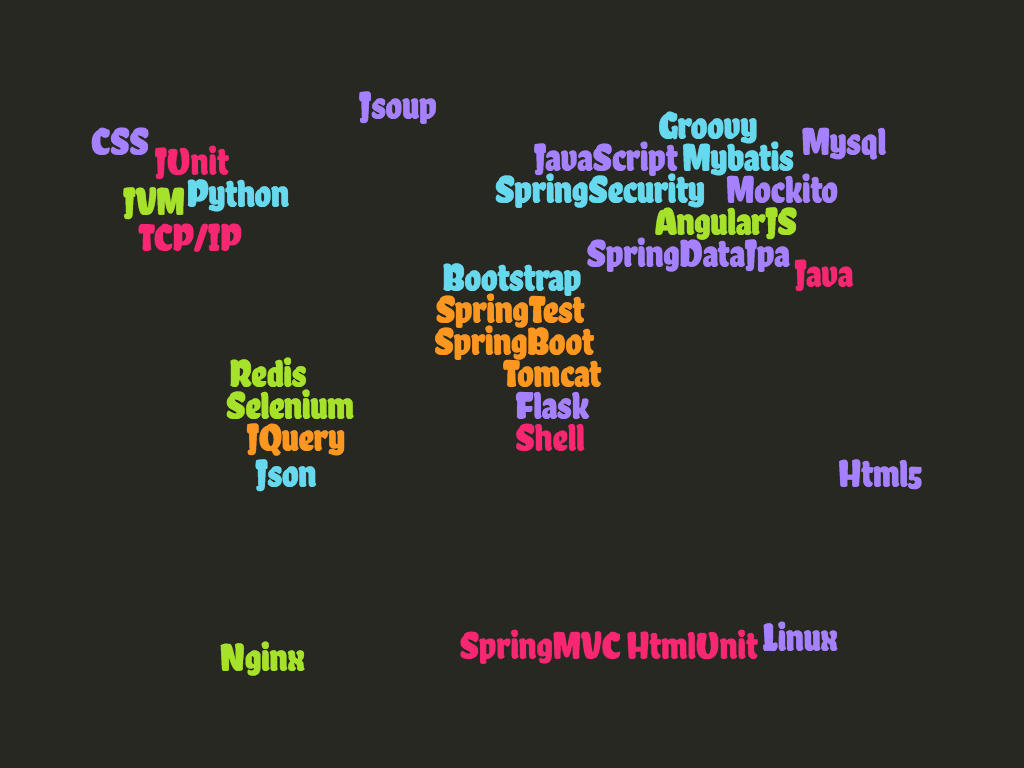 Jsoup
Groovy
CSS
Mysql
JUnit
JavaScript Mybatis
JVM Python
SpringSecurity Mockito
TCP/IP
AngularJS
SpringDataJpa
Java
Bootstrap
SpringTest
SpringBoot
Redis
Tomcat
Selenium
Flask
JQuery
Shell
Json
Html5
Nginx
SpringMVC HtmlUnit Linux